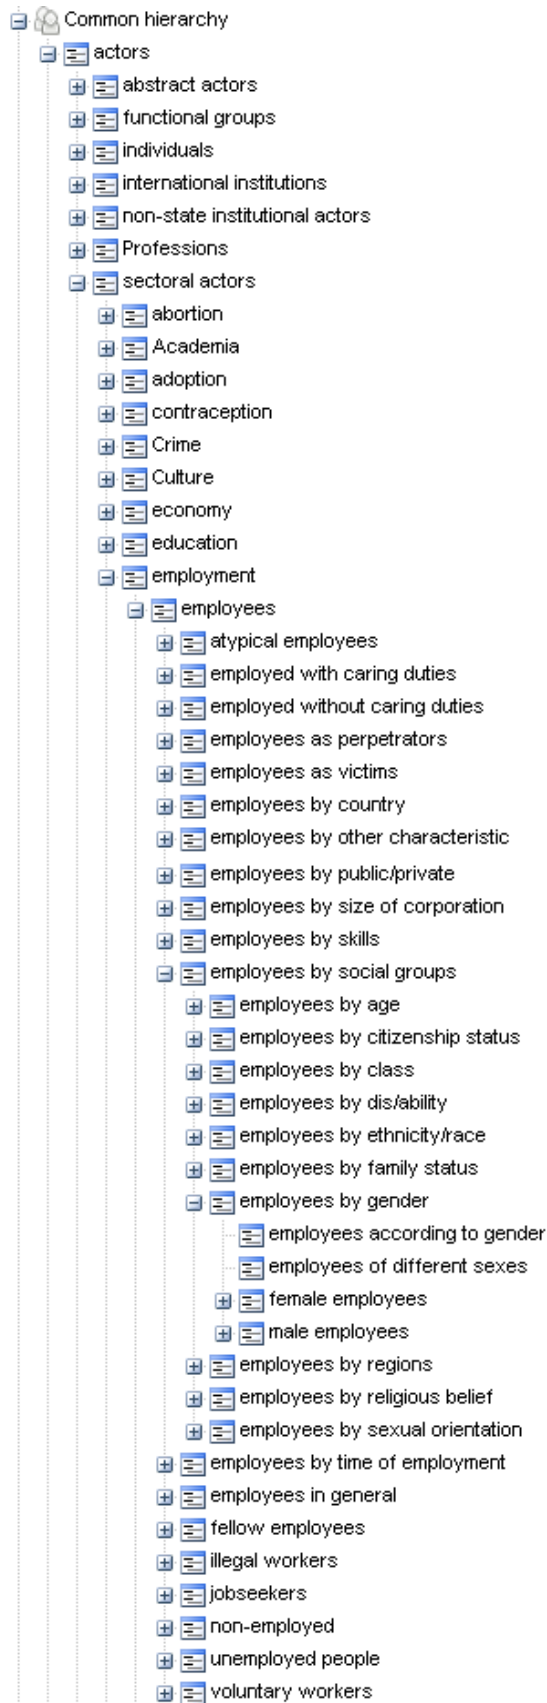 Common hierarchy
actors
abstract actors
functional groups
individuals
international institutions
non-state institutional actors
Professions
sectoral actors
abortion
Academia
adoption
contraception
Crime
Culture
economy
education
employment
employees
atypical employees
employed with caring duties
employed without caring duties
employees as perpetrators
employees as victims
employees by country
employees by other characteristic
employees by public/private
employees by size of corporation
employees by skills
employees by social groups
employees by age
employees by citizenship status
employees by class
employees by dis/ability
employees by ethnicity/race
employees by family status
employees by gender
employees according to gender
employees of different sexes
female employees
male employees
employees by regions
employees by religious belief
employees by sexual orientation
employees by time of employment
employees in general
fellow employees
illegal workers
jobseekers
non-employed
unemployed people
voluntary workers